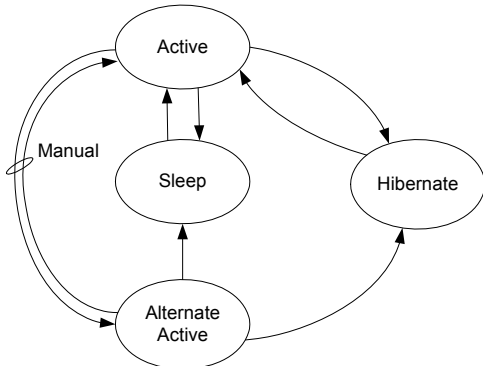 Active
Manual
Sleep
Hibernate
Alternate
Active